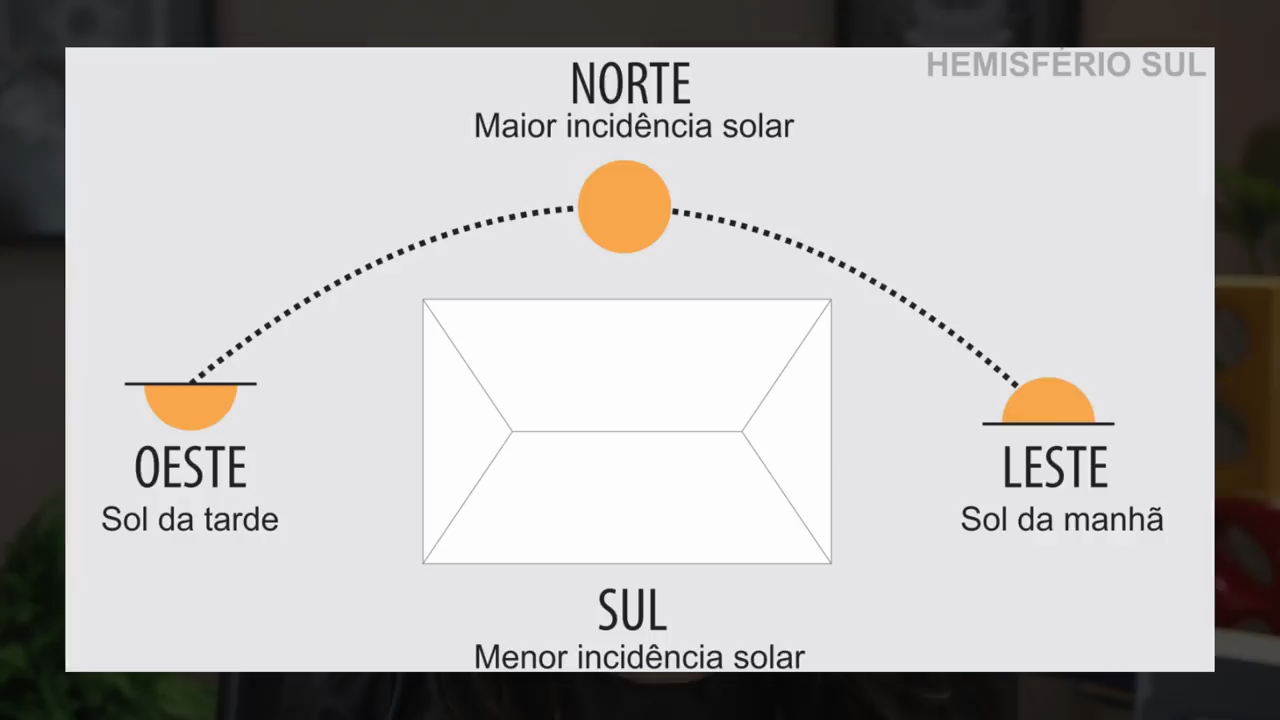 HEMISFÉRIO SUL
NORTE
Maior incidência solar
OESTE
Sol da tarde
LESTE
Sol da manhã
SUL
Menor incidência solar